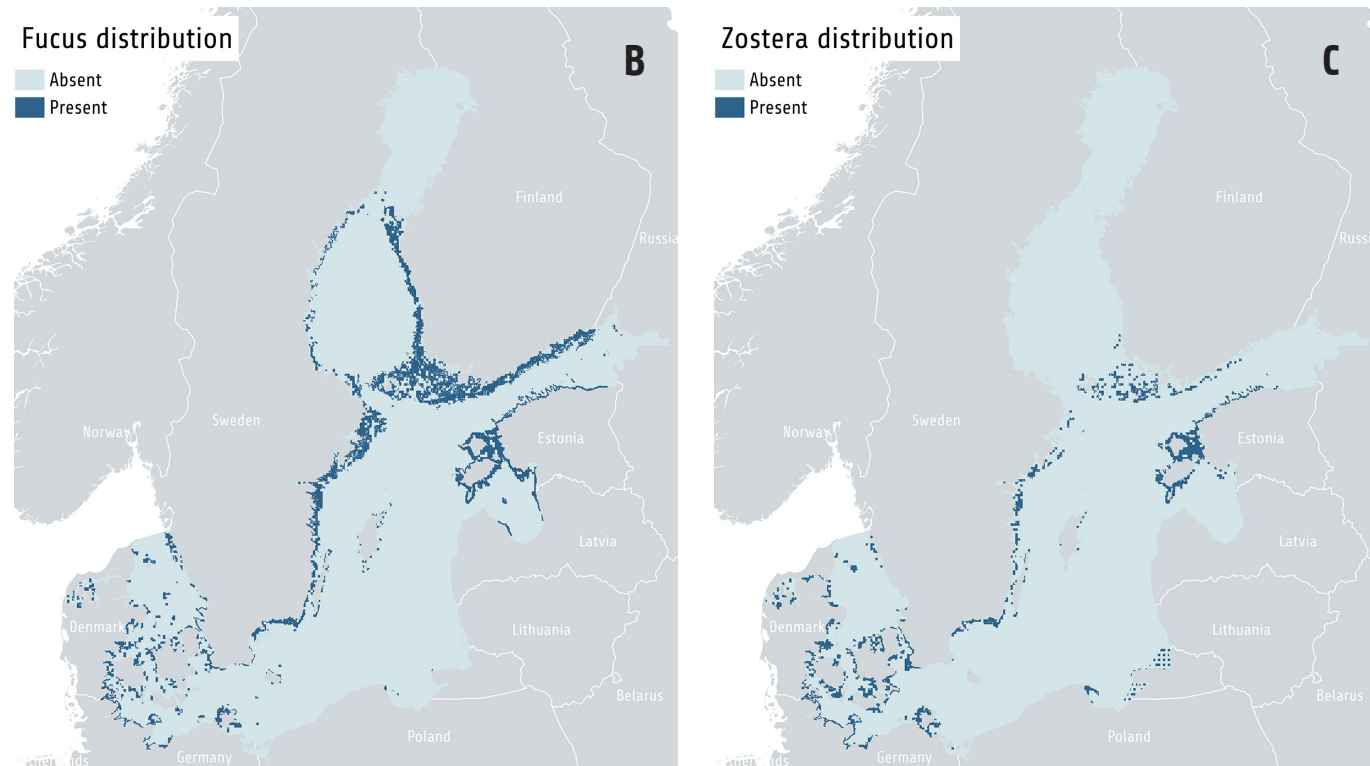 Fucus distribution
B
Absent
Present
Finland
Russia
Sweden
Norway
Estonia
Latvia
Denmark
Lithuania
Belarus
Poland
Germany
Zostera distribution
C
Absent
Present
Finland
Russi
Sweden
Norway
Estonia
Latvia
Denmark
Lithuania
Belarus
Poland
Germany